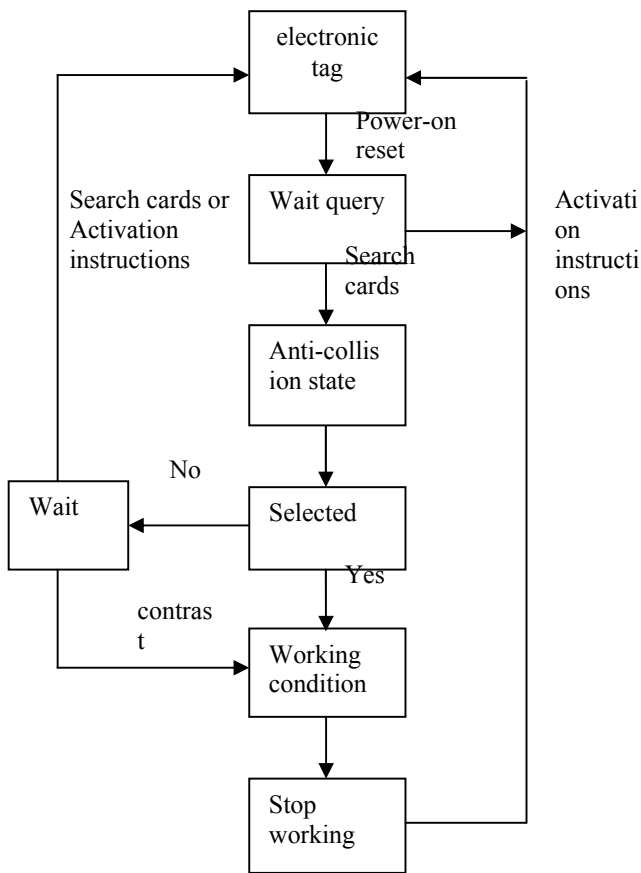 electronic
tag
Power-on
reset
Search cards or
Activation
instructions
Wait query
Activati
on
instructi
ons
Search
cards
Anti-collis
ion state
No
Wait
Selected
Yes
contras
t
Working
condition
Stop
working